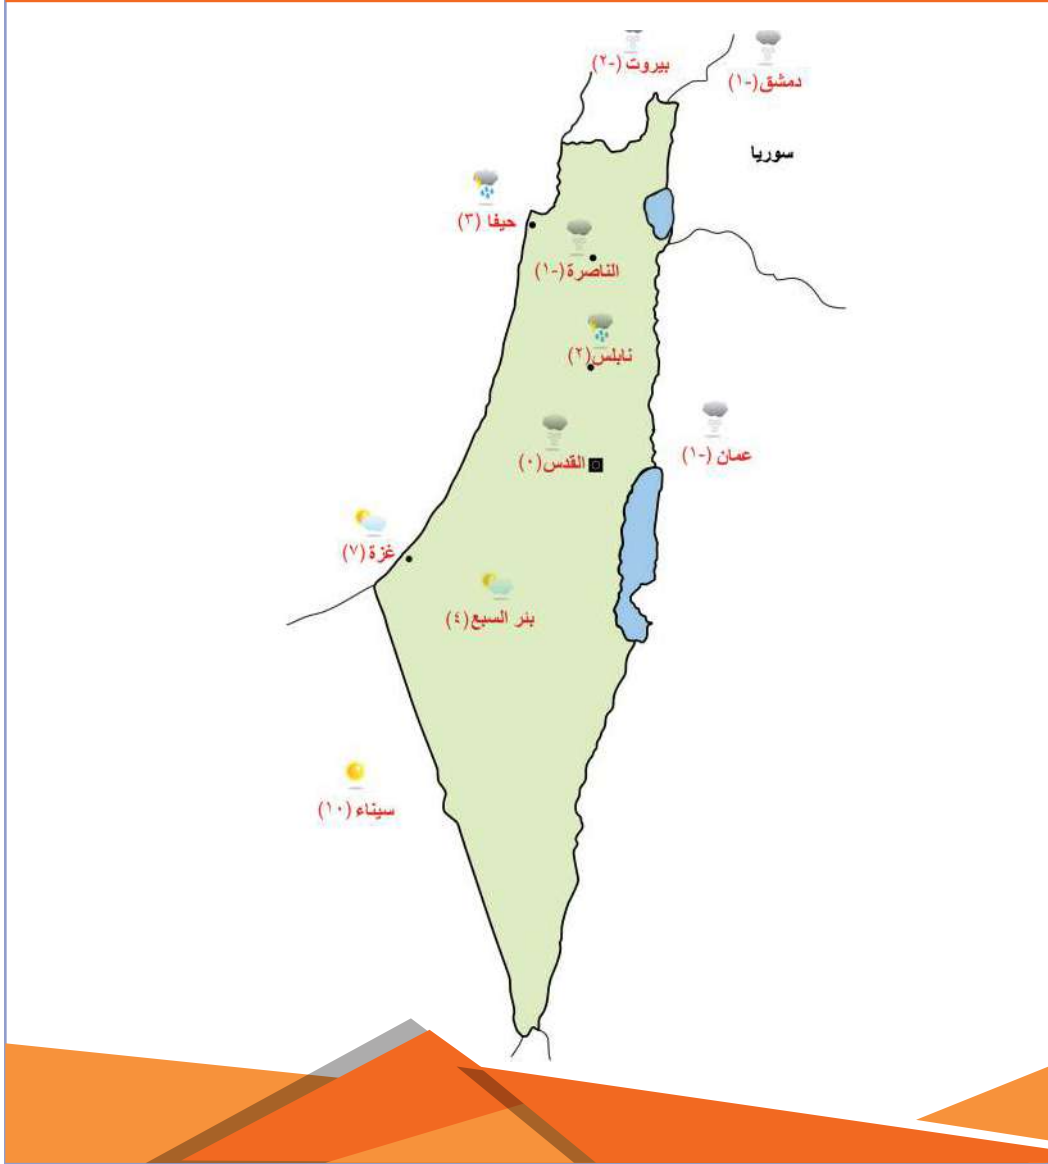 بيروت (-٢)
دمشق (-١)
سوريا
حيفا (٣)
الناصرة (-١)
نابلس (٢)
عمان (-١)
القدس (٠)
غزة (٧)
بئر السبع (٤)
سيناء (١٠)